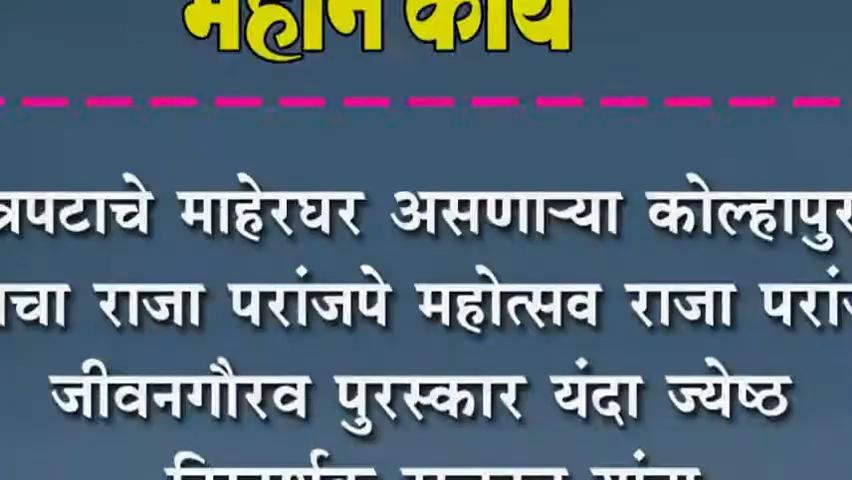 महान कार्य
त्रपटाचे माहेरघर असणाऱ्या कोल्हापुर
चा राजा परांजपे महोत्सव राजा परां
जीवनगौरव पुरस्कार यंदा ज्येष्ठ